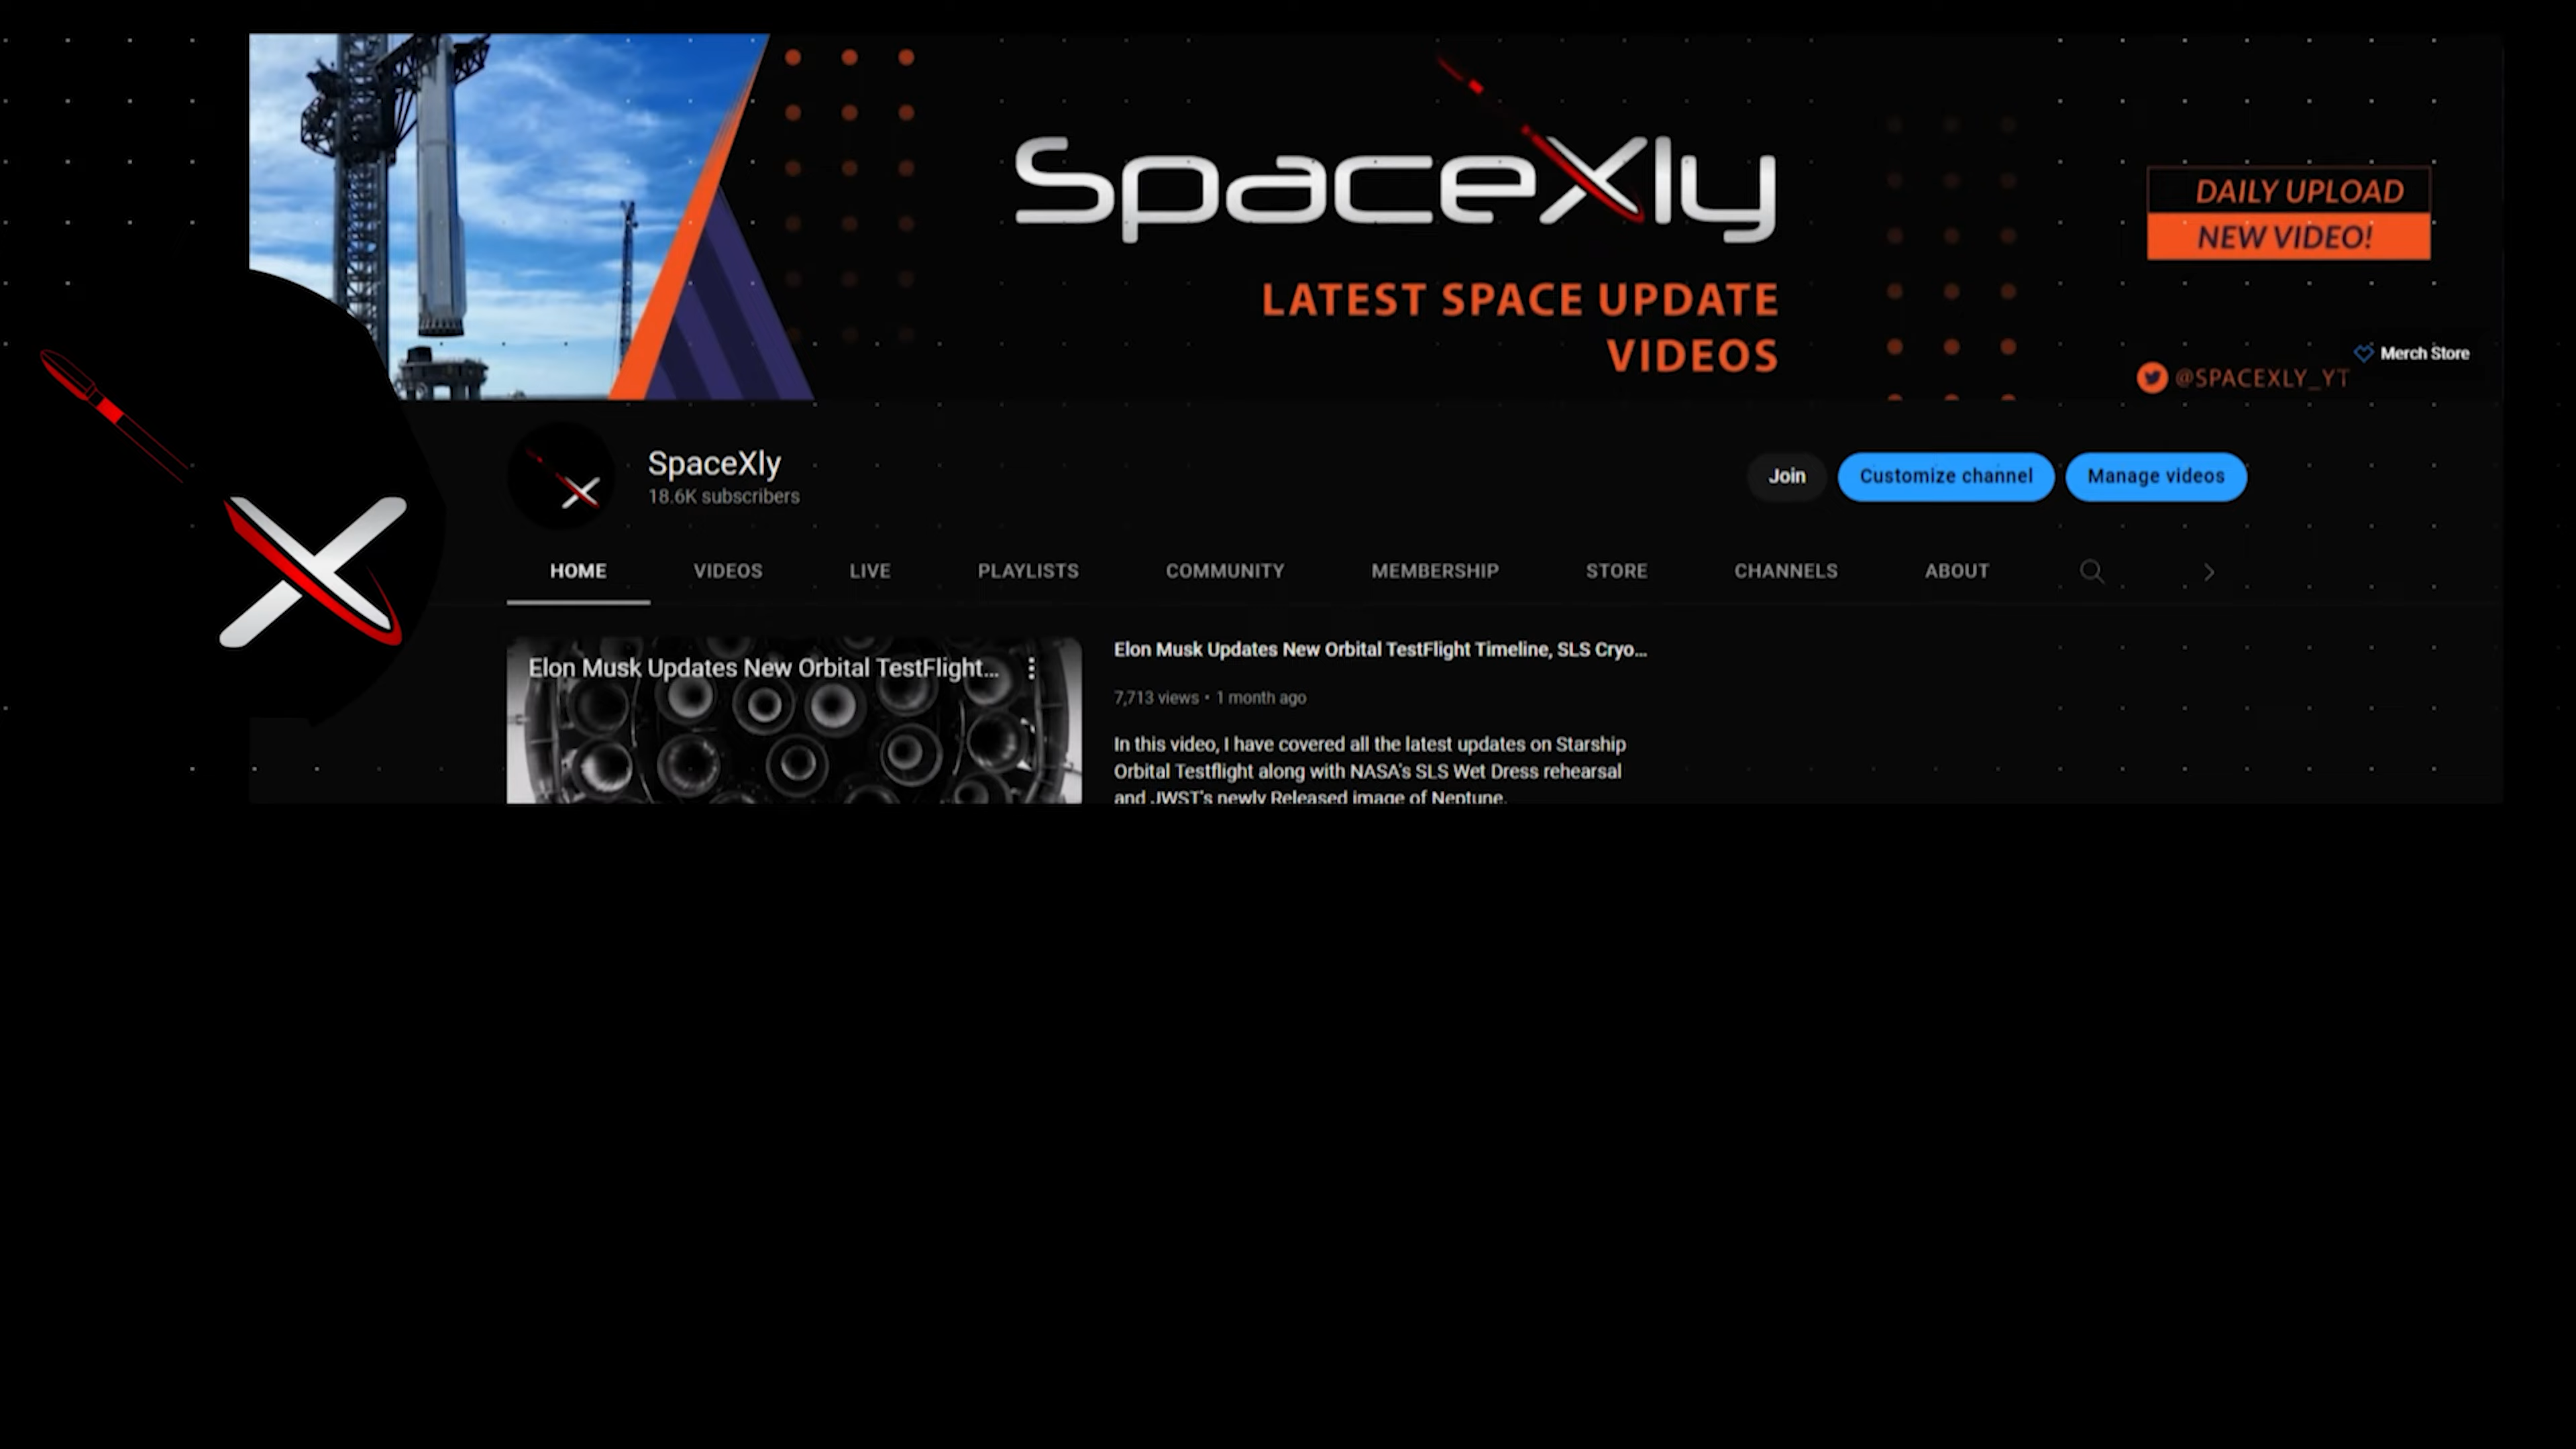 SpaceXly
LATEST SPACE UPDATE
VIDEOS
DAILY UPLOAD
NEW VIDEO!
@SPACEXLY_YT
Merch Store
SpaceXly
18.6K subscribers
Join
Customize channel
Manage videos
HOME VIDEOS LIVE PLAYLISTS COMMUNITY MEMBERSHIP STORE CHANNELS ABOUT
Elon Musk Updates New Orbital TestFlight...
Elon Musk Updates New Orbital TestFlight Timeline, SLS Cryo...
7,713 views • 1 month ago
In this video, I have covered all the latest updates on Starship
Orbital Testflight along with NASA's SLS Wet Dress rehearsal
and JWST's newly Released image of Neptune.